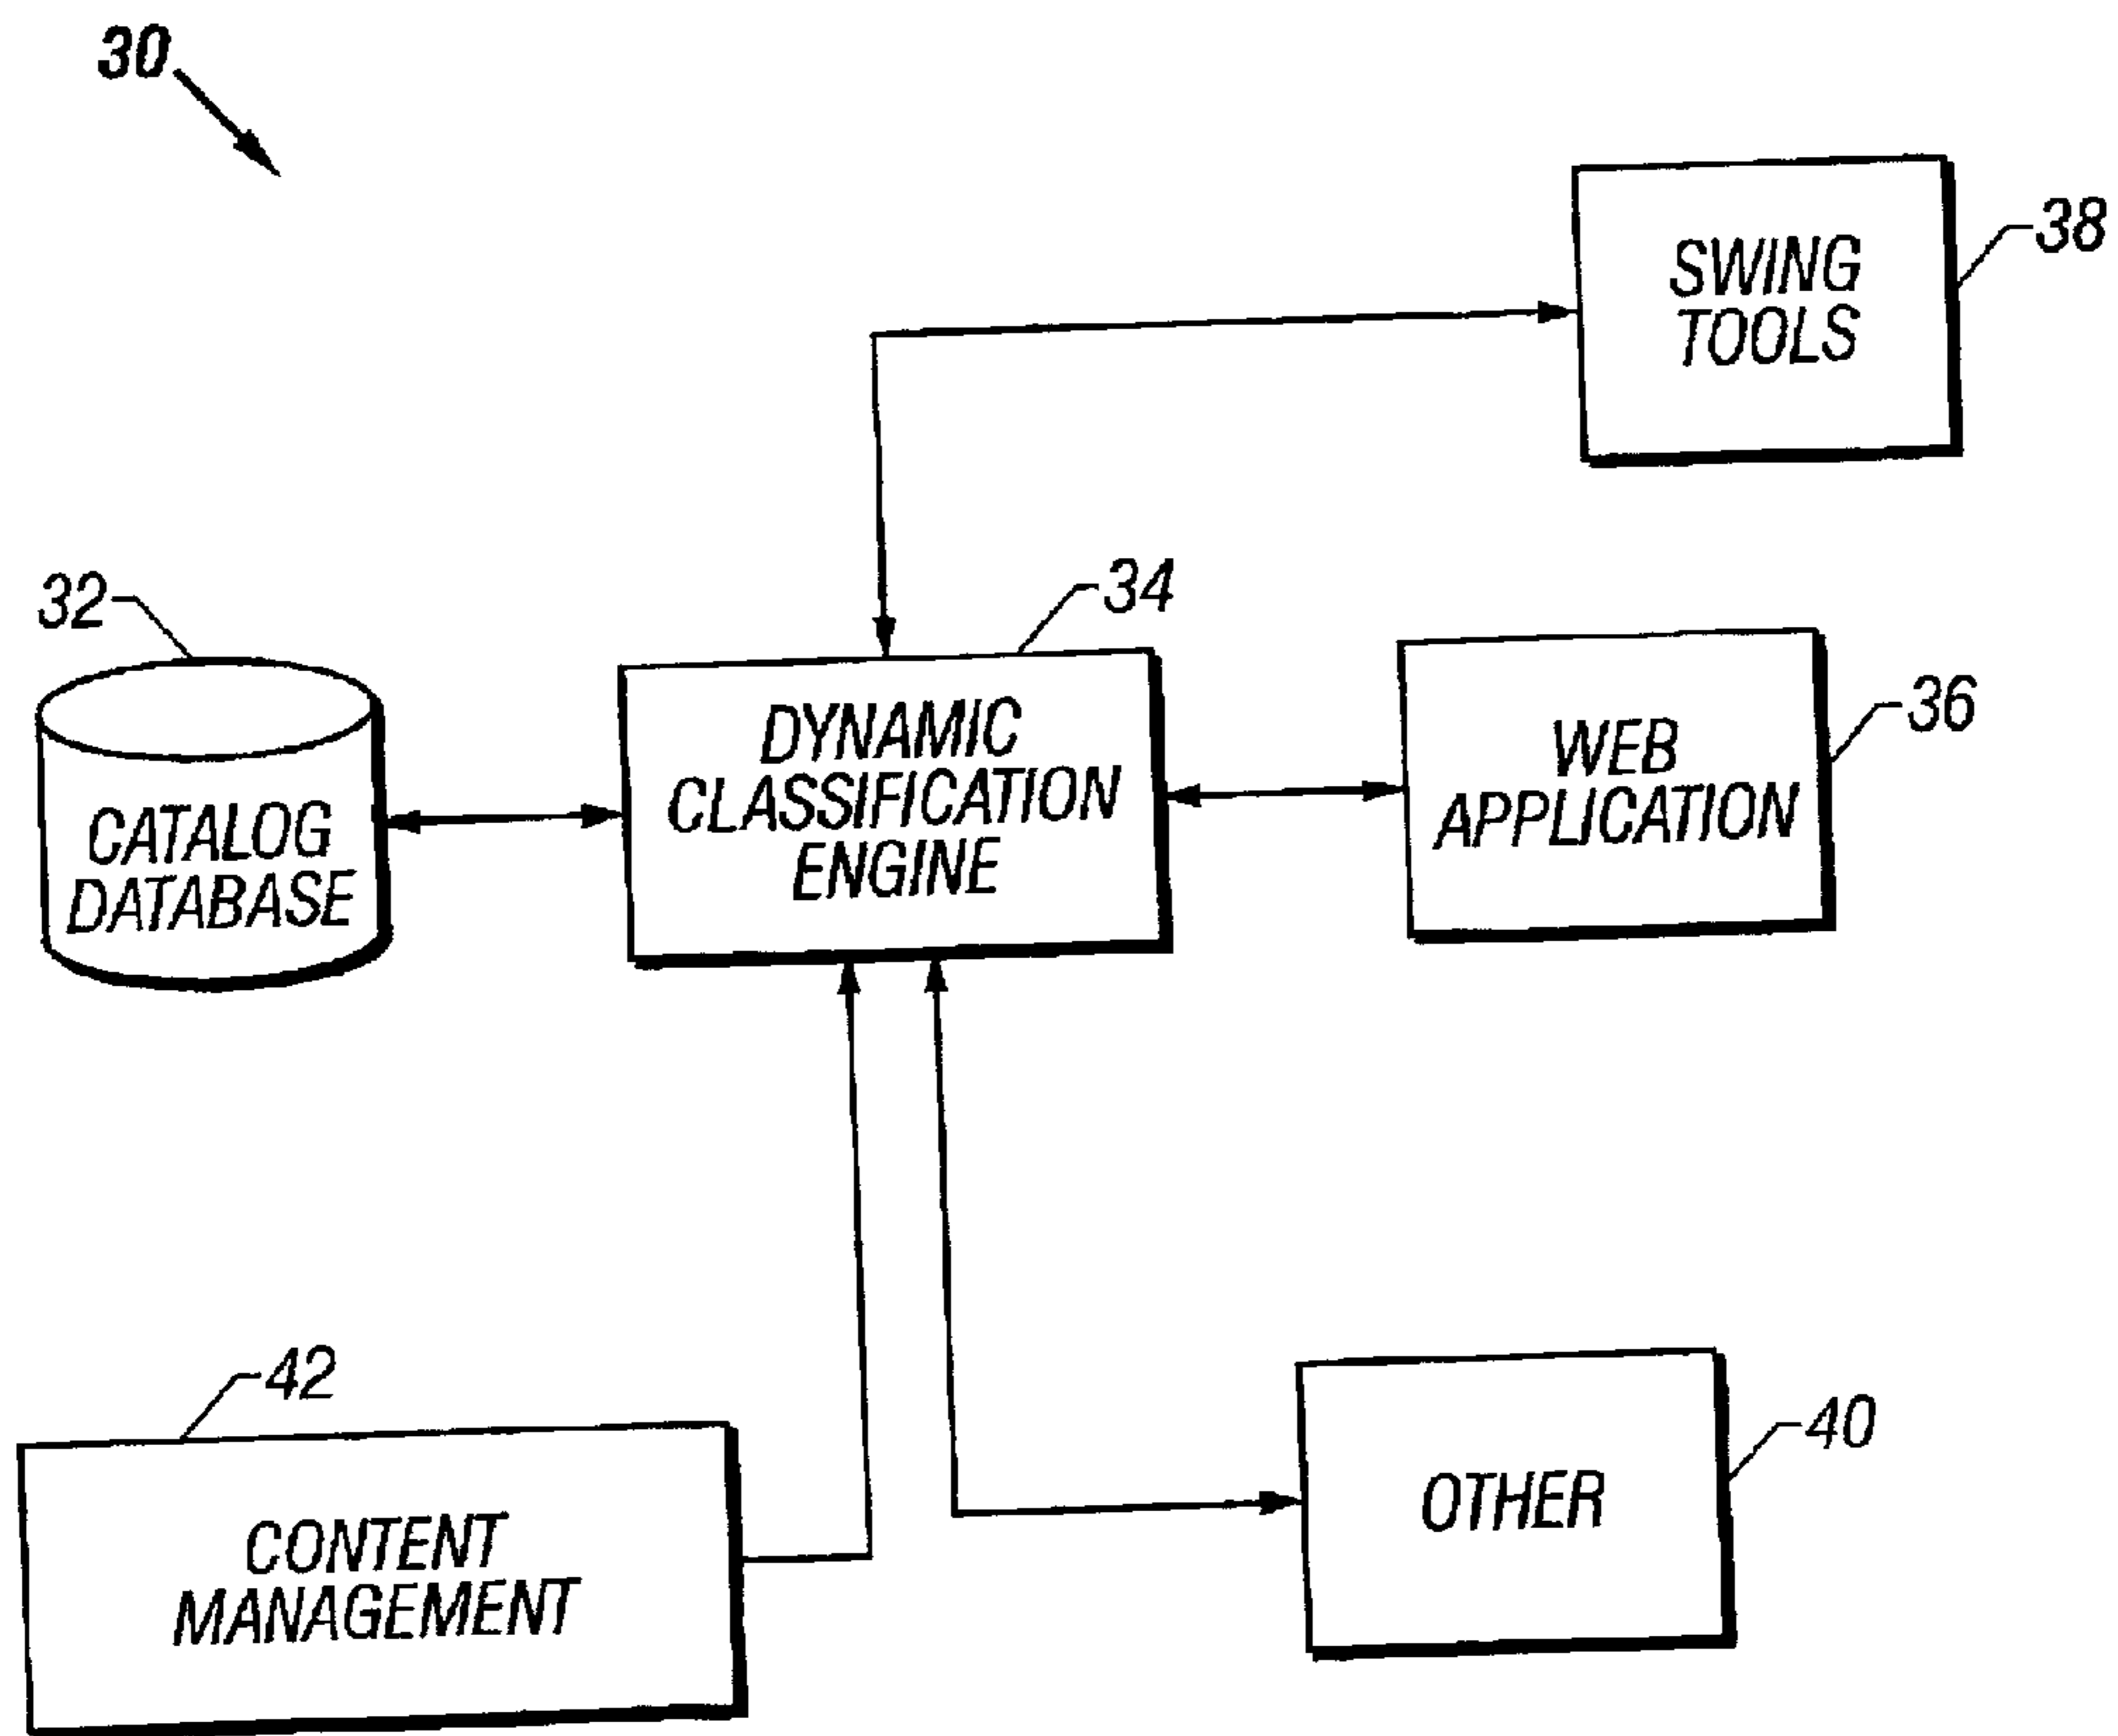 30
SWING
TOOLS
38
32
34
CATALOG
DATABASE
DYNAMIC
CLASSIFICATION
ENGINE
WEB
APPLICATION
36
42
CONTENT
MANAGEMENT
OTHER
40